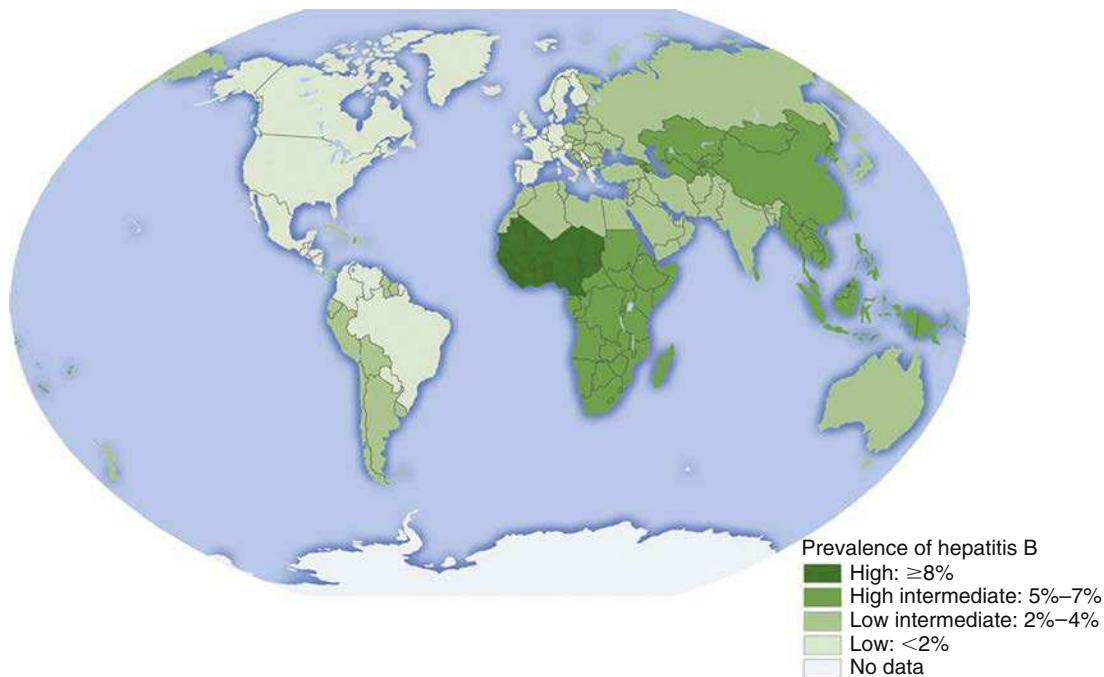 Prevalence of hepatitis B
High: ≥8%
High intermediate: 5%–7%
Low intermediate: 2%–4%
Low: <2%
No data